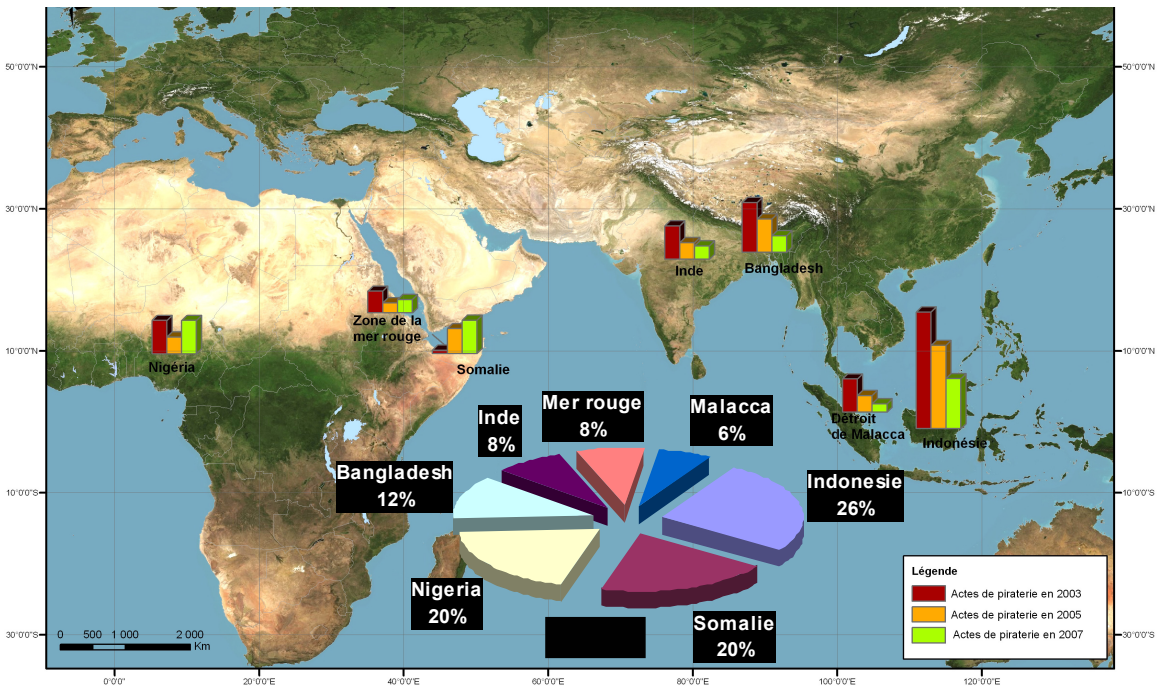 50°0'0"N
50°0'0"N
30°0'0"N
30°0'0"N
Inde
Bangladesh
Zone de la
mer rouge
10°0'0"N
10°0'0"N
Nigéria
Somalie
Détroit
de Malacca
Indonésie
Mer rouge
8%
Malacca
6%
Inde
8%
Bangladesh
12%
Indonesie
26%
10°0'0"S
10°0'0"S
Nigeria
20%
Somalie
20%
Légende
Actes de piraterie en 2003
Actes de piraterie en 2005
Actes de piraterie en 2007
30°0'0"S
30°0'0"S
0 500 1 000 2 000
Km
0°0'0"
20°0'0"E
40°0'0"E
60°0'0"E
80°0'0"E
100°0'0"E
120°0'0"E